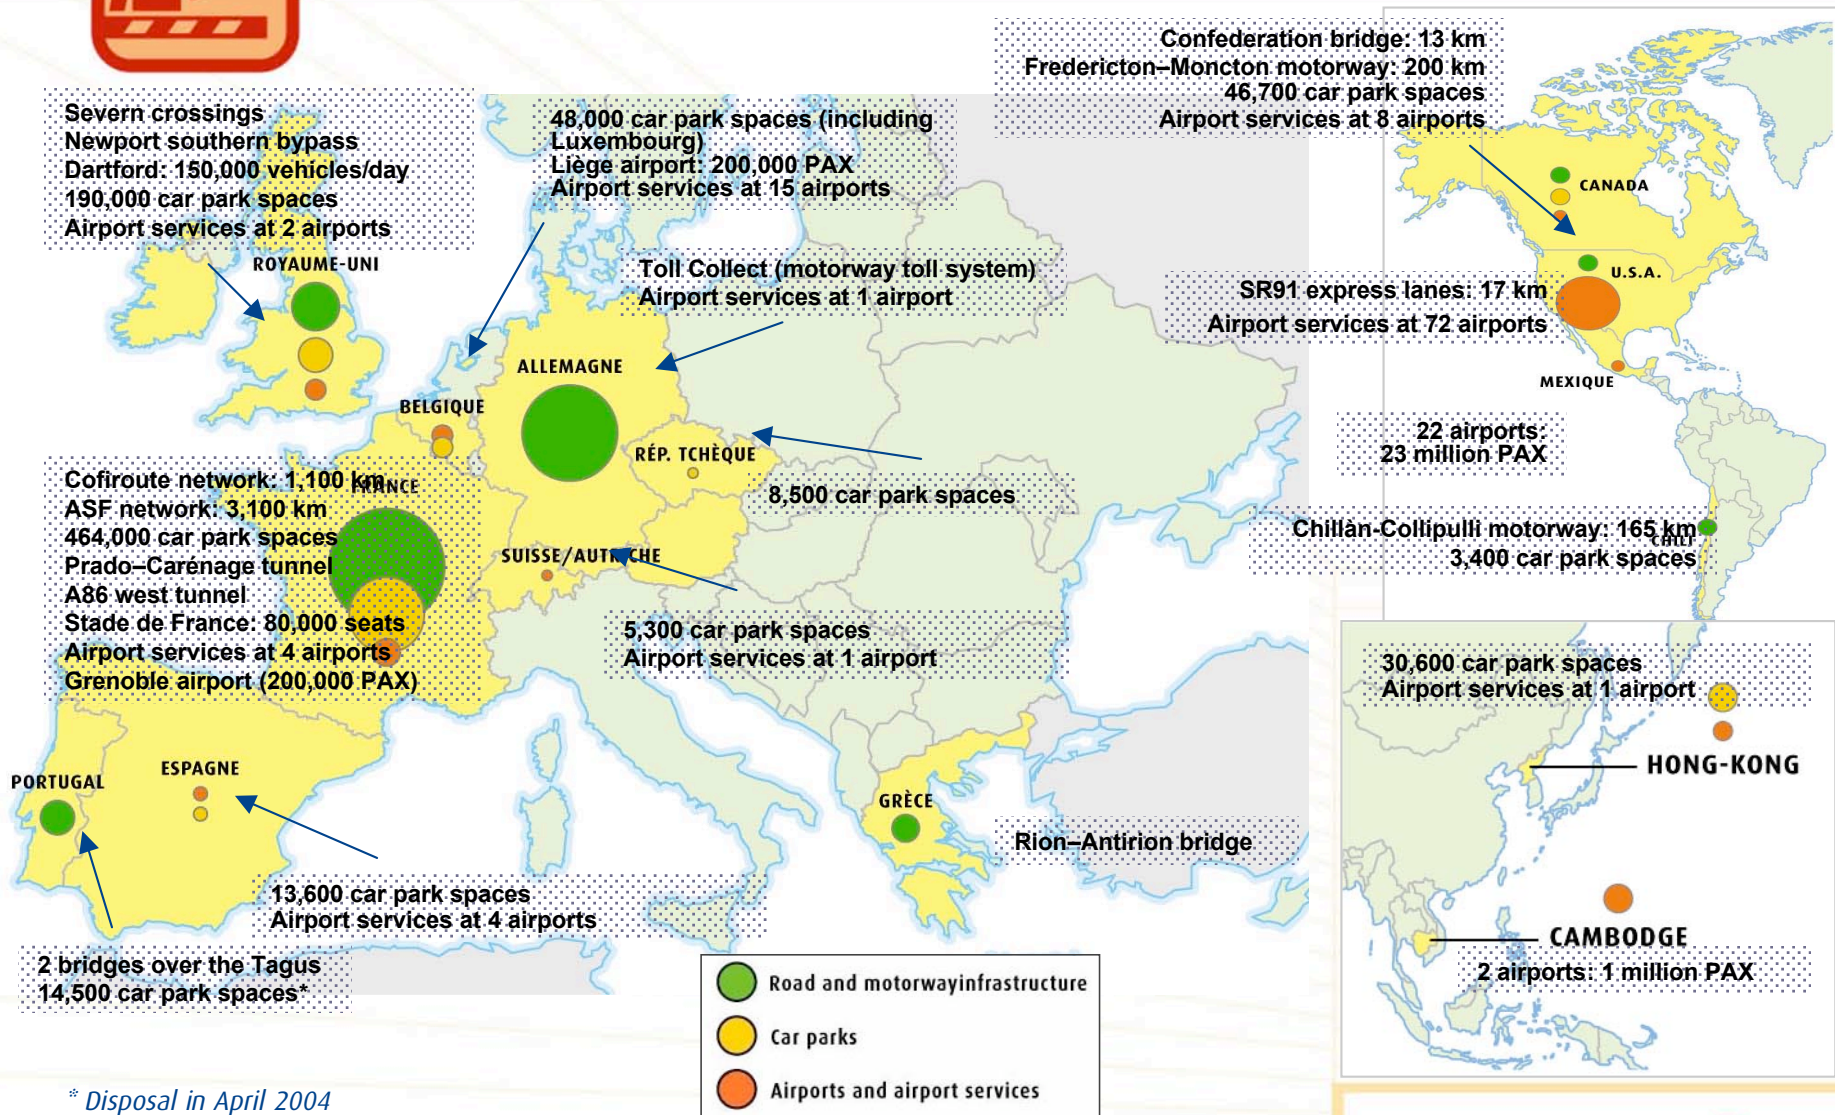 Confederation bridge: 13 km
Fredericton–Moncton motorway: 200 km
46,700 car park spaces
Airport services at 8 airports
Severn crossings
Newport southern bypass
Dartford: 150,000 vehicles/day
190,000 car park spaces
Airport services at 2 airports
48,000 car park spaces (including
Luxembourg)
Liège airport: 200,000 PAX
Airport services at 15 airports
CANADA
ROYAUME-UNI
Toll Collect (motorway toll system)
Airport services at 1 airport
U.S.A.
SR91 express lanes: 17 km
Airport services at 72 airports
ALLEMAGNE
MEXIQUE
BELGIQUE
22 airports:
23 million PAX
RÉP. TCHÈQUE
FRANCE
Cofiroute network: 1,100 km
ASF network: 3,100 km
464,000 car park spaces
Prado–Carénage tunnel
A86 west tunnel
Stade de France: 80,000 seats
Airport services at 4 airports
Grenoble airport (200,000 PAX)
8,500 car park spaces
Chillàn-Collipulli motorway: 165 km
CHILI
3,400 car park spaces
SUISSE/AUTRICHE
5,300 car park spaces
Airport services at 1 airport
30,600 car park spaces
Airport services at 1 airport
HONG-KONG
PORTUGAL
ESPAGNE
GRÈCE
Rion–Antirion bridge
13,600 car park spaces
Airport services at 4 airports
CAMBODGE
2 airports: 1 million PAX
2 bridges over the Tagus
14,500 car park spaces*
Road and motorwayinfrastructure
Car parks
Airports and airport services
* Disposal in April 2004